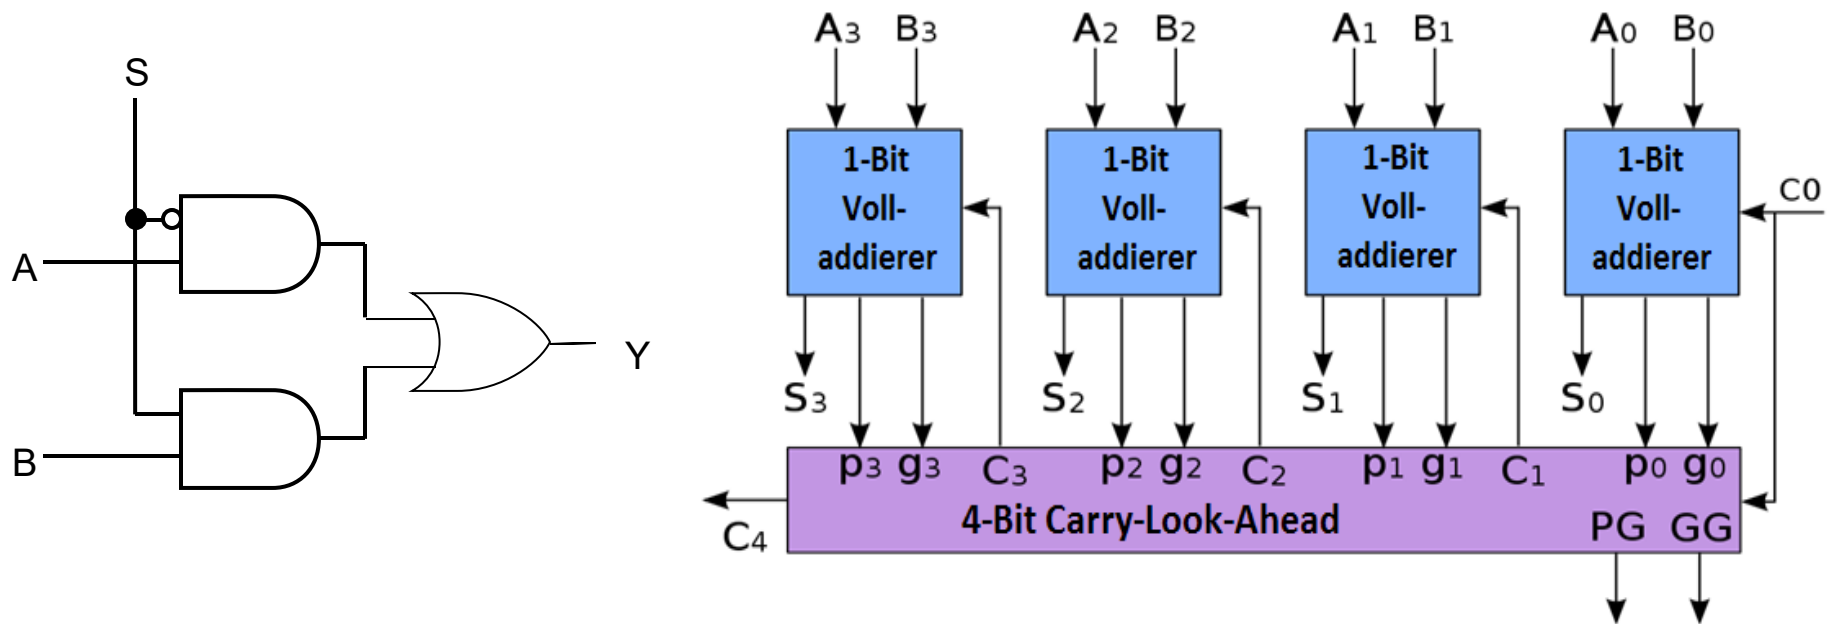 S
A
B
Y
A3 B3 A2 B2 A1 B1 A0 B0
1-Bit
Voll-
addierer
1-Bit
Voll-
addierer
1-Bit
Voll-
addierer
1-Bit
Voll-
addierer
C0
S3 S2 S1 S0
p3 g3 C3 p2 g2 C2 p1 g1 C1 p0 g0
4-Bit Carry-Look-Ahead
PG GG
C4